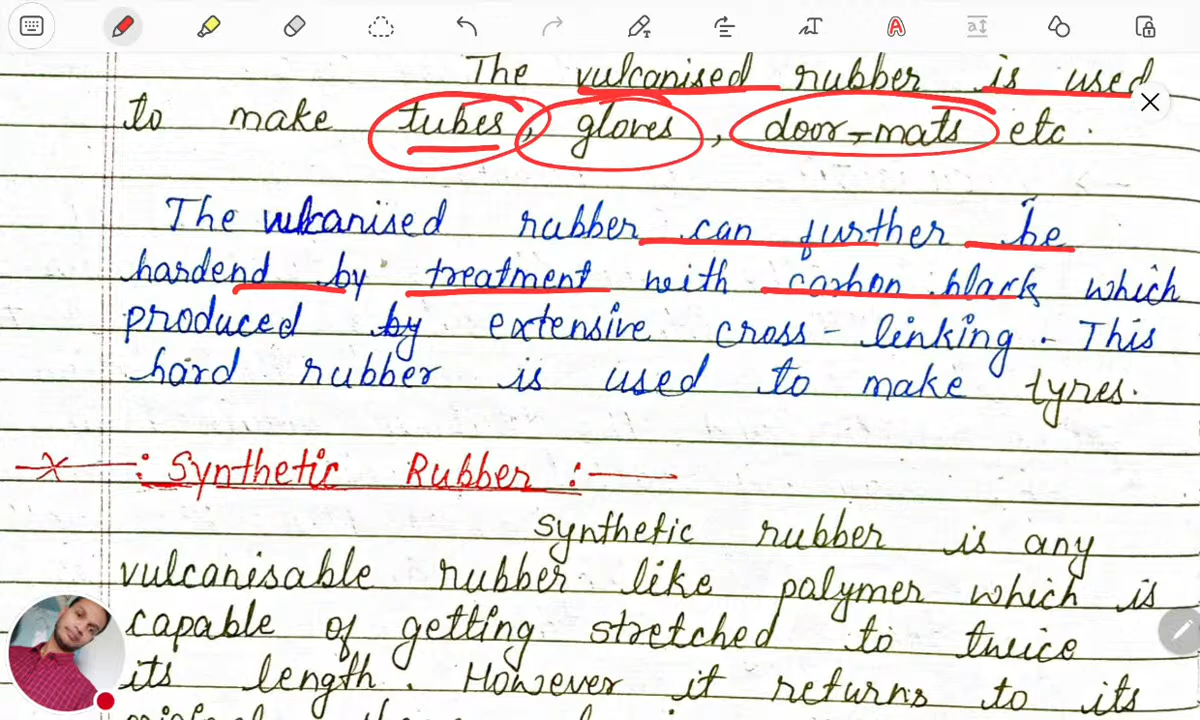 The vulcanised rubber is used
to make tubes, gloves, door-mats etc.
The vulcanised rubber can further be
hardend by treatment with carbon black which
produced by extensive cross-linking. This
hard rubber is used to make tyres.
: Synthetic Rubber :
Synthetic rubber is any
vulcanisable rubber like polymer which is
capable of getting stretched to twice
its length. However it returns to its